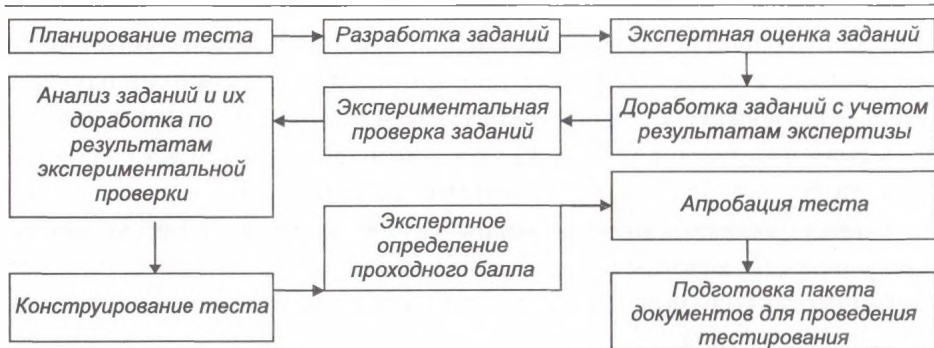 Планирование теста
Разработка заданий
Экспертная оценка заданий
Доработка заданий с учетом
результатам экспертизы
Экспериментальная
проверка заданий
Анализ заданий и их
доработка по
результатам
экспериментальной
проверки
Конструирование теста
Экспертное
определение
проходного балла
Апробация теста
Подготовка пакета
документов для проведения
тестирования